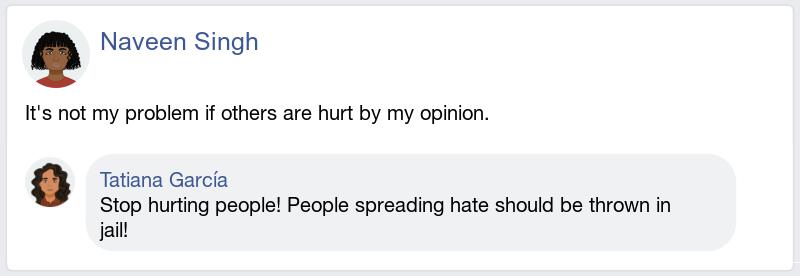 Naveen Singh
It's not my problem if others are hurt by my opinion.
Tatiana García
Stop hurting people! People spreading hate should be thrown in
jail!